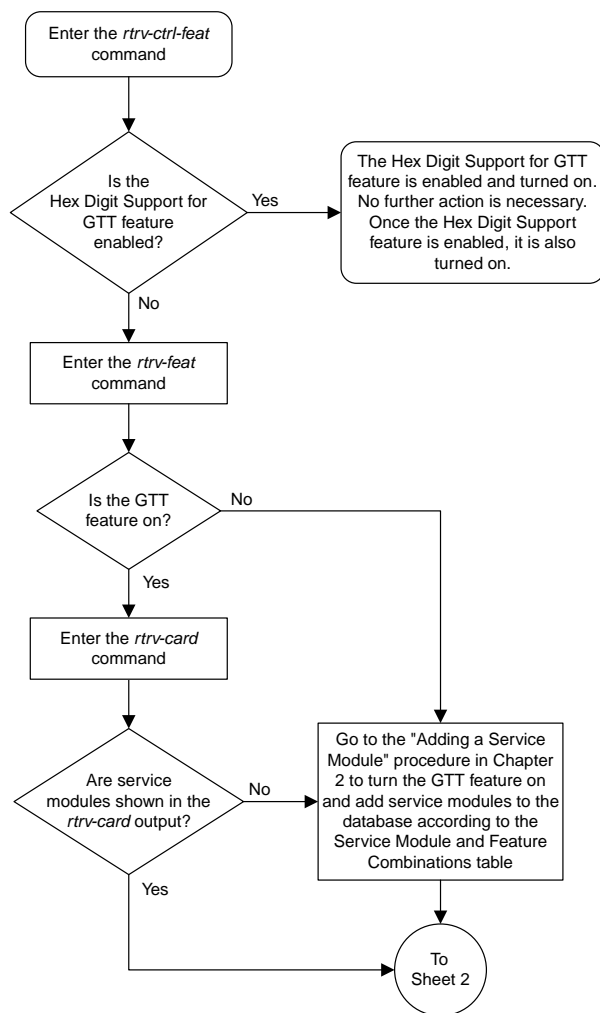 Enter the rtrv-ctrl-feat
command
Is the
Hex Digit Support for
GTT feature
enabled?
Yes
The Hex Digit Support for GTT
feature is enabled and turned on.
No further action is necessary.
Once the Hex Digit Support
feature is enabled, it is also
turned on.
No
Enter the rtrv-feat
command
Is the GTT
feature on?
No
Yes
Enter the rtrv-card
command
Are service
modules shown in the
rtrv-card output?
No
Go to the "Adding a Service
Module" procedure in Chapter
2 to turn the GTT feature on
and add service modules to the
database according to the
Service Module and Feature
Combinations table
Yes
To
Sheet 2